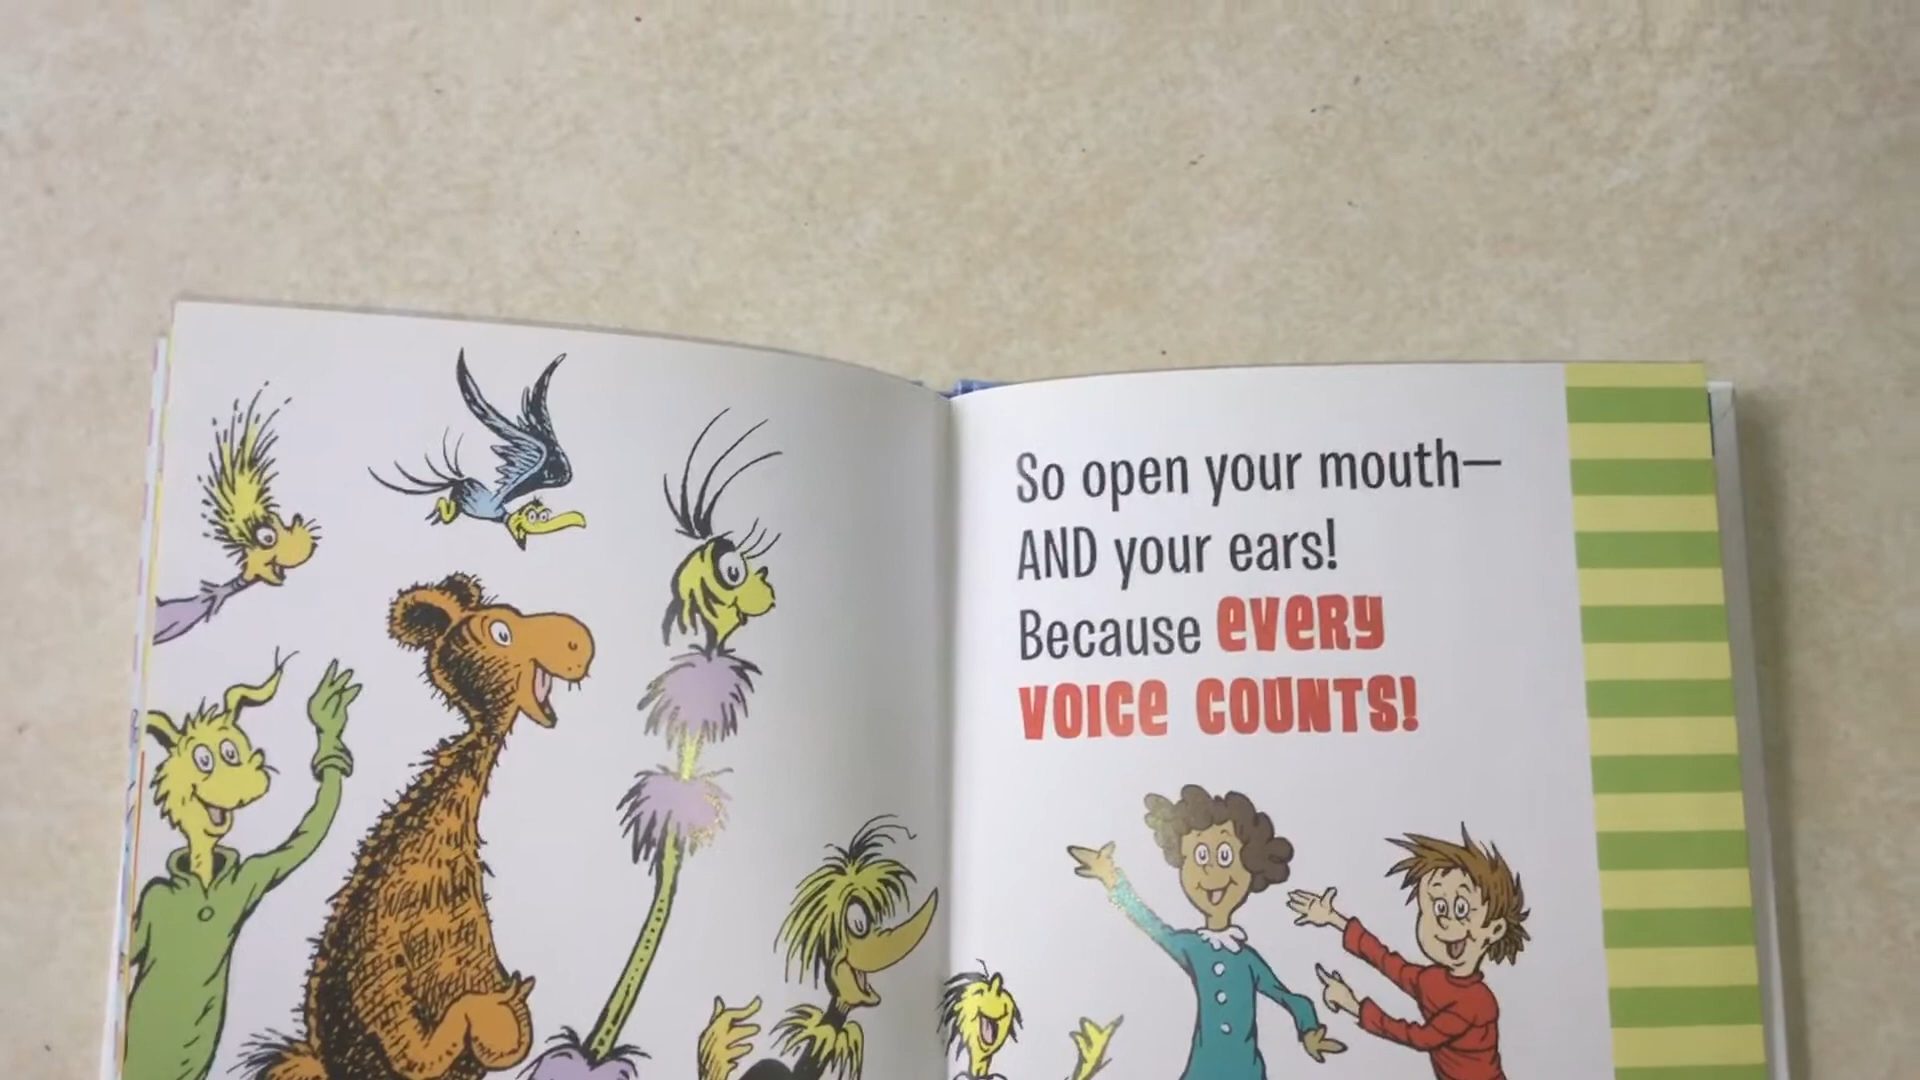 So open your mouth—
AND your ears!
Because every
voice counts!